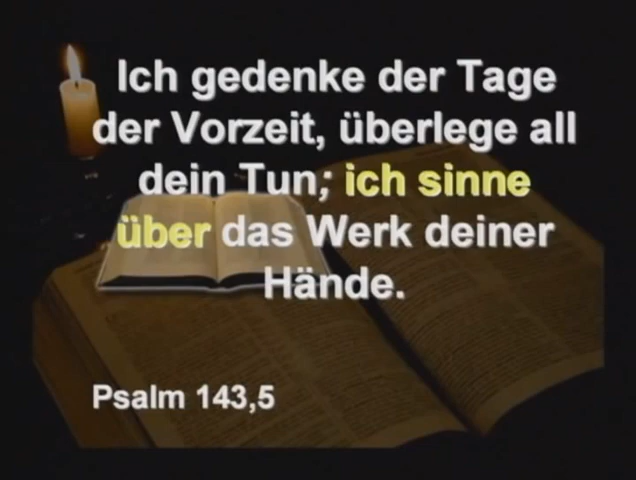 Ich gedenke der Tage
der Vorzeit, überlege all
dein Tun; ich sinne
über das Werk deiner
Hände.
Psalm 143,5